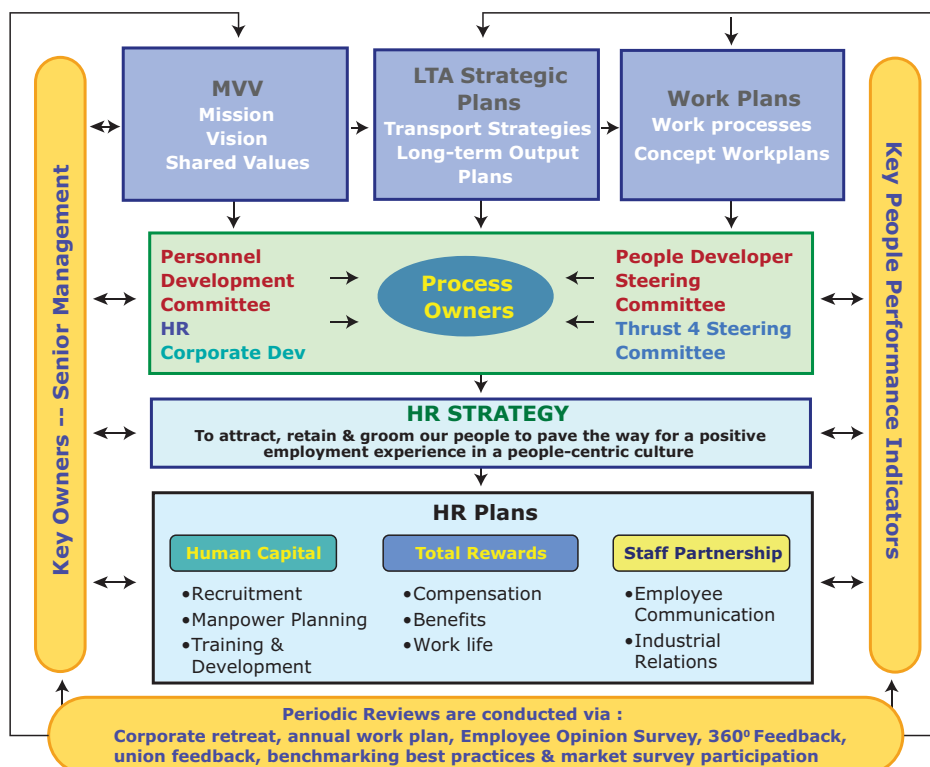 MVV
Mission
Vision
Shared Values
LTA Strategic
Plans
Transport Strategies
Long-term Output
Plans
Work Plans
Work processes
Concept Workplans
Key Owners -- Senior Management
Key People Performance Indicators
Personnel
Development
Committee
HR
Corporate Dev
Process
Owners
People Developer
Steering
Committee
Thrust 4 Steering
Committee
HR STRATEGY
To attract, retain & groom our people to pave the way for a positive
employment experience in a people-centric culture
HR Plans
Human Capital
•Recruitment
•Manpower Planning
•Training &
Development
Total Rewards
•Compensation
•Benefits
•Work life
Staff Partnership
•Employee
Communication
•Industrial
Relations
Periodic Reviews are conducted via :
Corporate retreat, annual work plan, Employee Opinion Survey, 360⁰ Feedback,
union feedback, benchmarking best practices & market survey participation